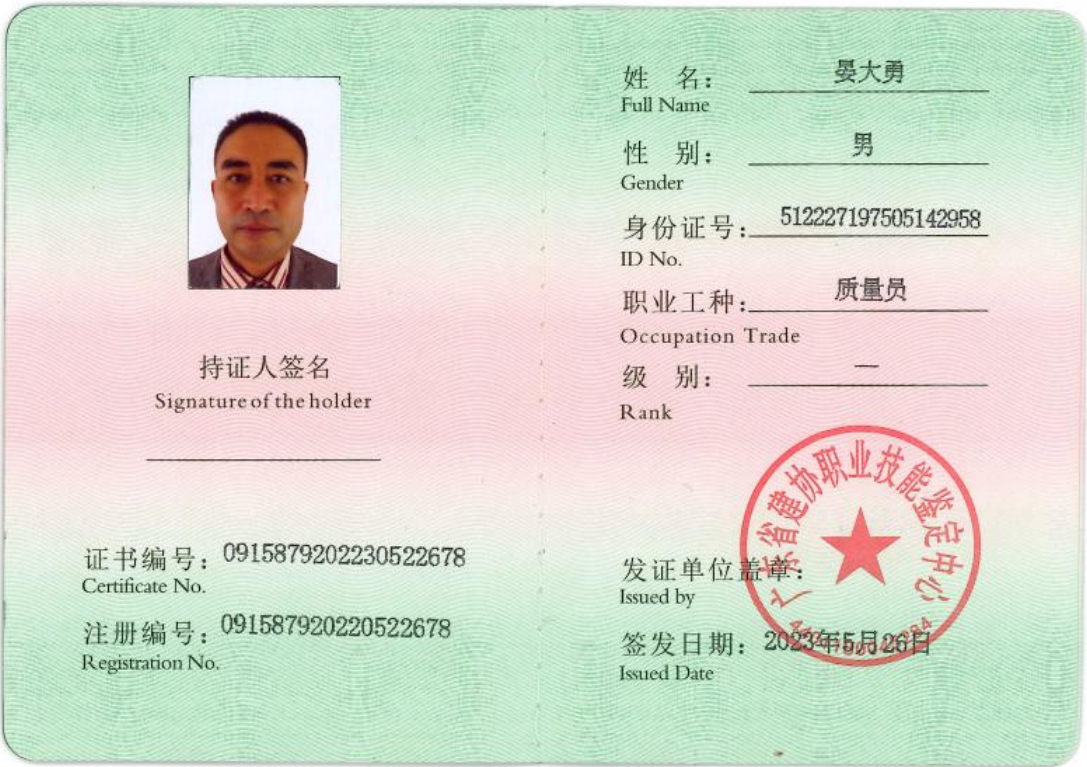 持证人签名
Signature of the holder
证书编号：0915879202230522678
Certificate No.
注册编号：091587920220522678
Registration No.
姓 名： 晏大勇
Full Name
性 别： 男
Gender
身份证号： 512227197505142958
ID No.
职业工种： 质量员
Occupation Trade
级 别： 一
Rank
广东省建协职业技能鉴定中心
发证单位盖章：
Issued by
签发日期： 2023年5月26日
Issued Date